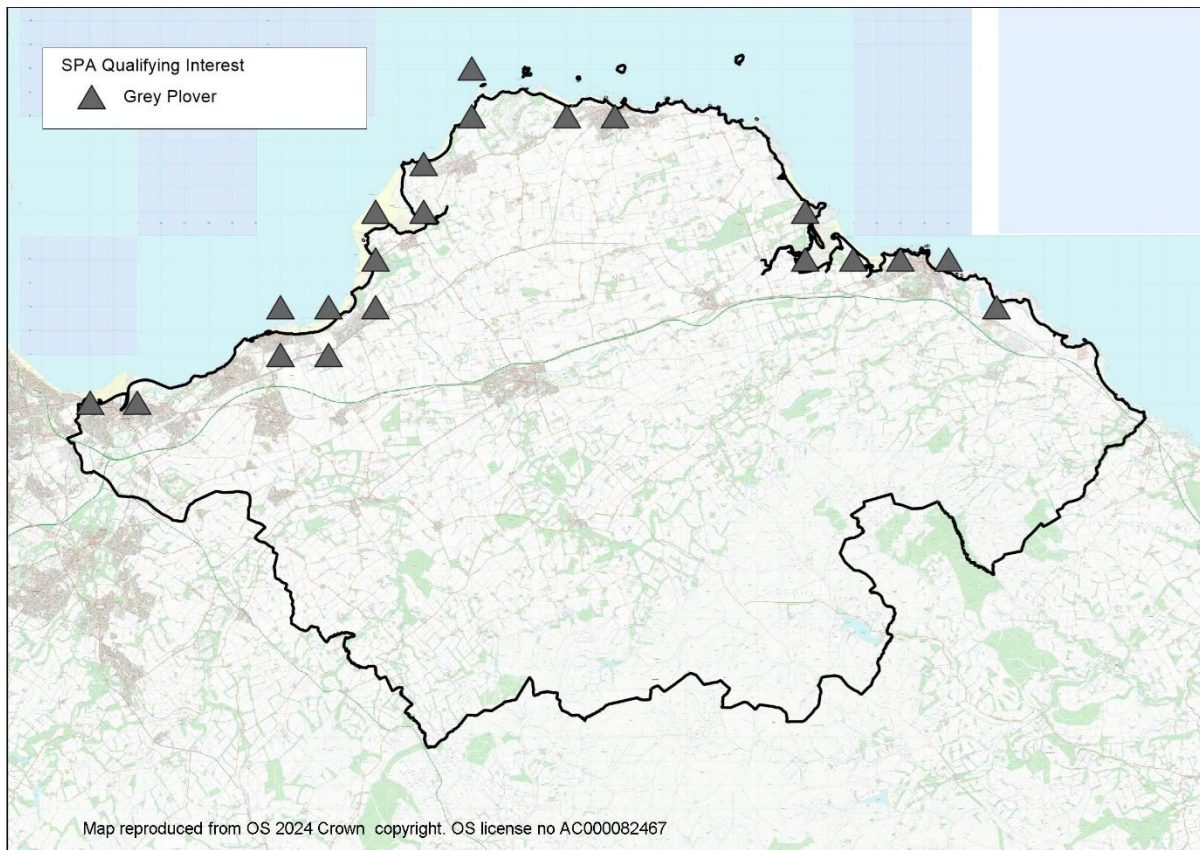 SPA Qualifying Interest
Grey Plover
Map reproduced from OS 2024 Crown copyright. OS license no AC000082467